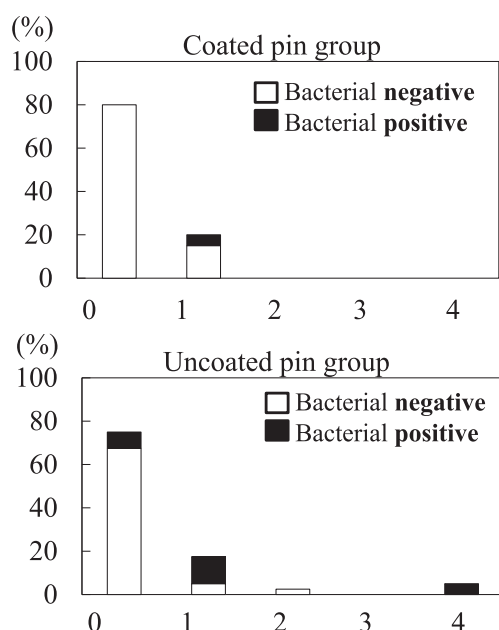 (%)
Coated pin group
100
80
60
40
20
0
Bacterial negative
Bacterial positive
0 1 2 3 4
(%)
Uncoated pin group
100
80
60
40
20
0
Bacterial negative
Bacterial positive
0 1 2 3 4